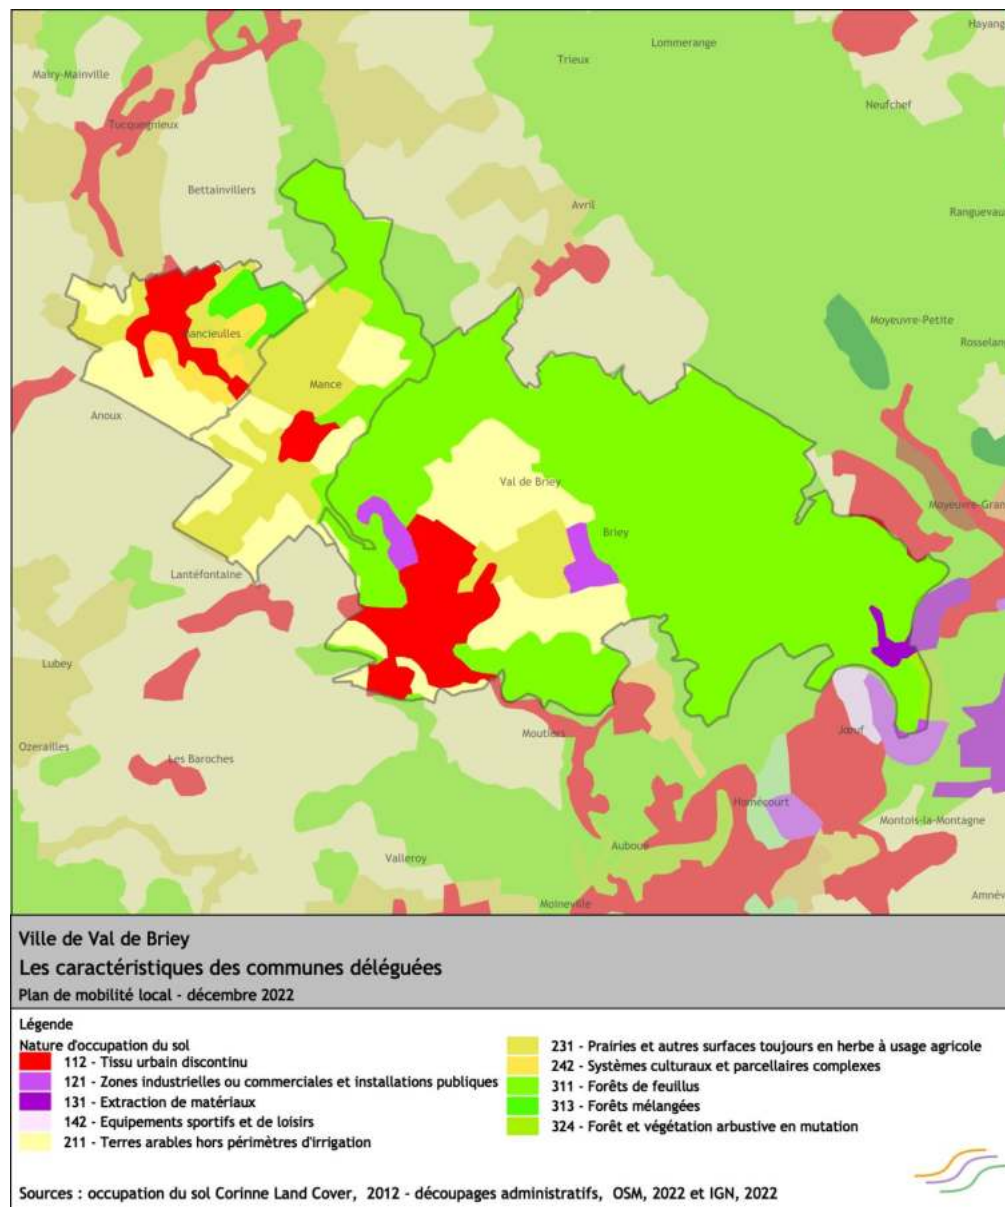 Hayang
Lommerange
Trieux
Mairy-Mainville
Neufchef
Tucquegnieux
Bettainvillers
Avril
Ranguevaux
Moyeuvre-Petite
ancieulles
Rosselang
Mance
Anoux
Val de Briey
Moyeuvre-Gran
Briey
Lantéfontaine
Lubey
Ozerailles
Moutiers
Jœuf
Les Baroches
Homécourt
Montois-la-Montagne
Auboué
Valleroy
Amnév
Moineville
Ville de Val de Briey
Les caractéristiques des communes déléguées
Plan de mobilité local - décembre 2022
Légende
Nature d'occupation du sol
112 - Tissu urbain discontinu
121 - Zones industrielles ou commerciales et installations publiques
131 - Extraction de matériaux
142 - Equipements sportifs et de loisirs
211 - Terres arables hors périmètres d'irrigation
231 - Prairies et autres surfaces toujours en herbe à usage agricole
242 - Systèmes culturaux et parcellaires complexes
311 - Forêts de feuillus
313 - Forêts mélangées
324 - Forêt et végétation arbustive en mutation
Sources : occupation du sol Corinne Land Cover, 2012 - découpages administratifs, OSM, 2022 et IGN, 2022